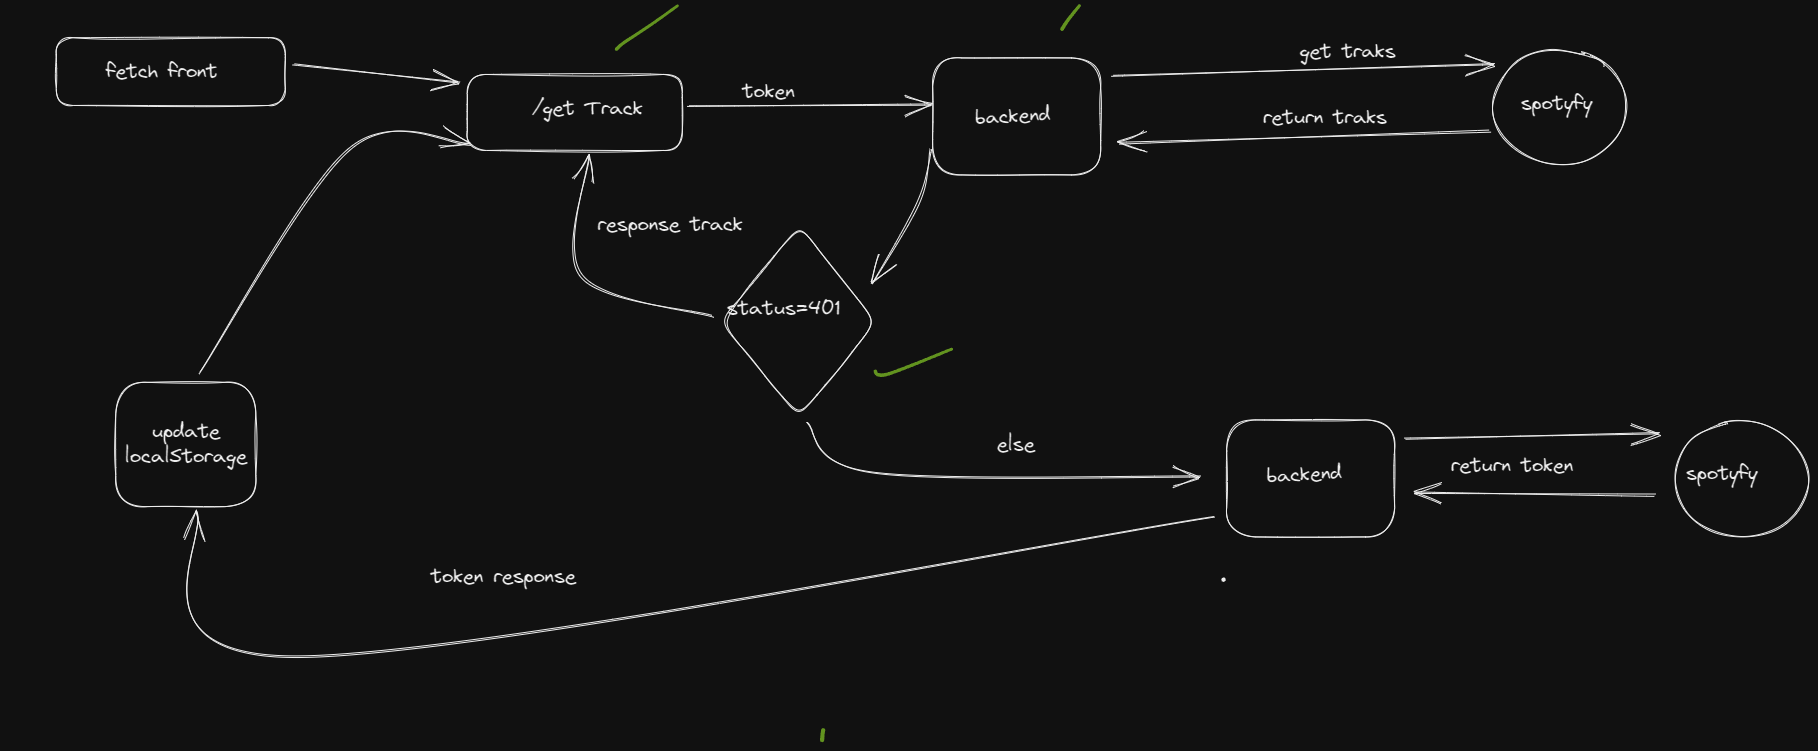 fetch front
/get Track
token
backend
get traks
return traks
spotyfy
response track
status=401
update
localStorage
else
backend
return token
spotyfy
token response